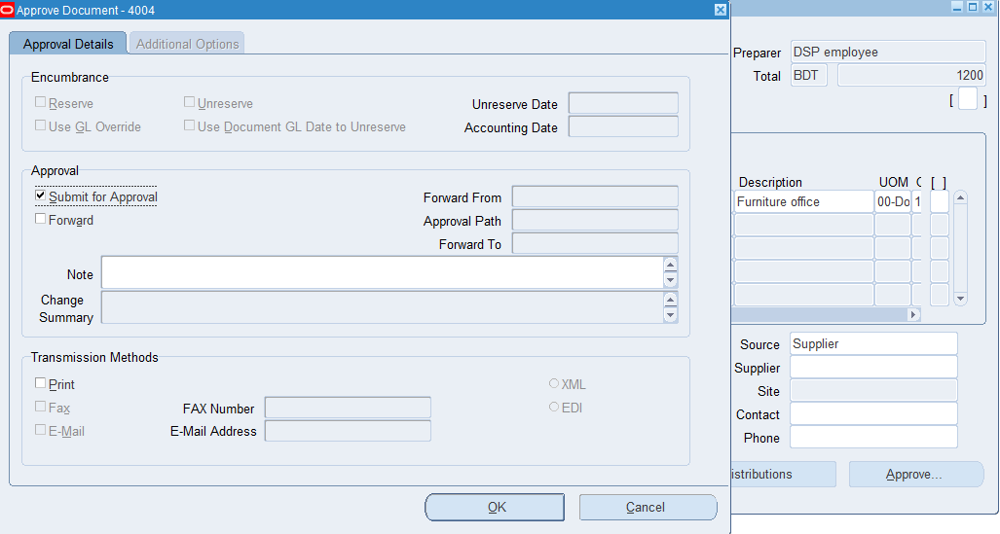 Approve Document - 4004
Approval Details
Additional Options
Encumbrance
Reserve
Unreserve
Unreserve Date
Use GL Override
Use Document GL Date to Unreserve
Accounting Date
Approval
Submit for Approval
Forward From
Forward
Approval Path
Forward To
Note
Change
Summary
Transmission Methods
Print
XML
Fax
FAX Number
EDI
E-Mail
E-Mail Address
OK
Cancel
Preparer
DSP employee
Total
BDT
1200
[ ]
Description
UOM
[ ]
Furniture office
00-Do
1
Source
Supplier
Supplier
Site
Contact
Phone
istributions
Approve...